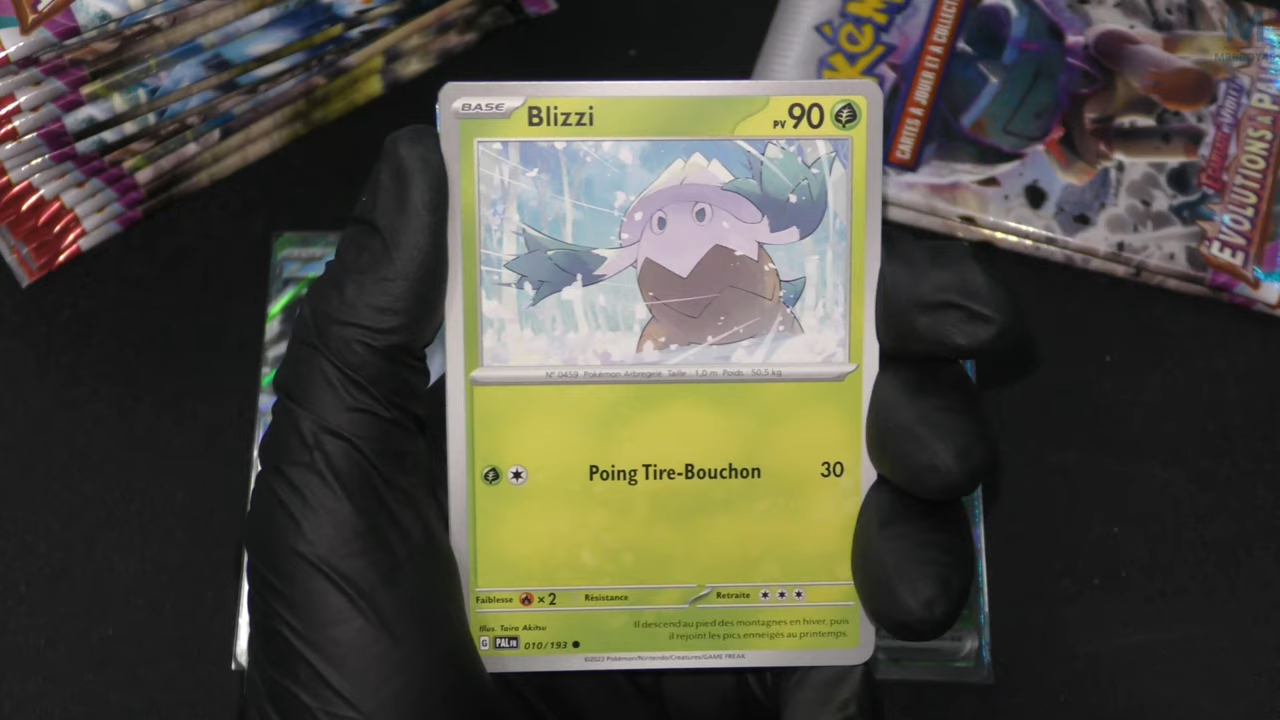 BASE
Blizzi
PV 90
N° 0459 Pokémon Arbregelé Taille : 1,0 m Poids : 50,5 kg
Poing Tire-Bouchon
30
Faiblesse ×2 Résistance Retraite
Illus. Taira Akitsu
Il descend au pied des montagnes en hiver, puis
il rejoint les pics enneigés au printemps.
G PAL FR 010/193
©2023 Pokémon/Nintendo/Creatures/GAME FREAK
CARTES À JOUER ET À COLLECT
ÉVOLUTIONS À PA